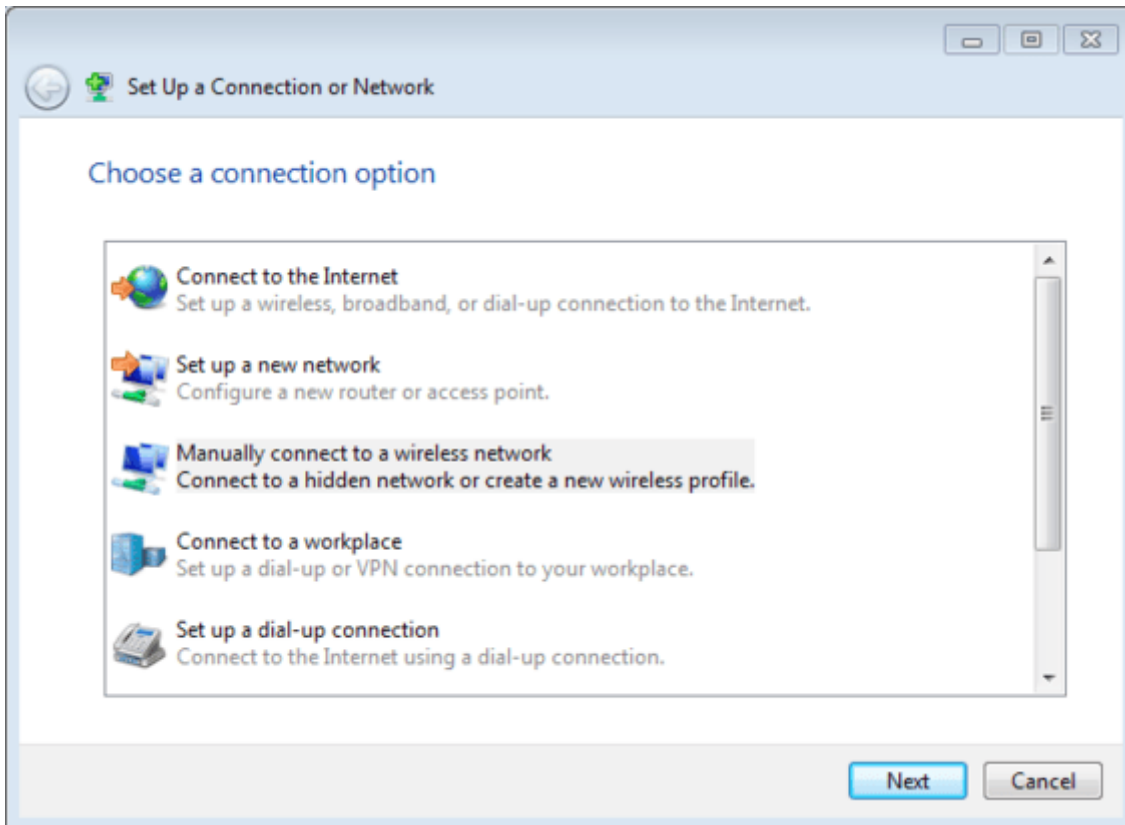 Set Up a Connection or Network
Choose a connection option
Connect to the Internet
Set up a wireless, broadband, or dial-up connection to the Internet.
Set up a new network
Configure a new router or access point.
Manually connect to a wireless network
Connect to a hidden network or create a new wireless profile.
Connect to a workplace
Set up a dial-up or VPN connection to your workplace.
Set up a dial-up connection
Connect to the Internet using a dial-up connection.
Next Cancel